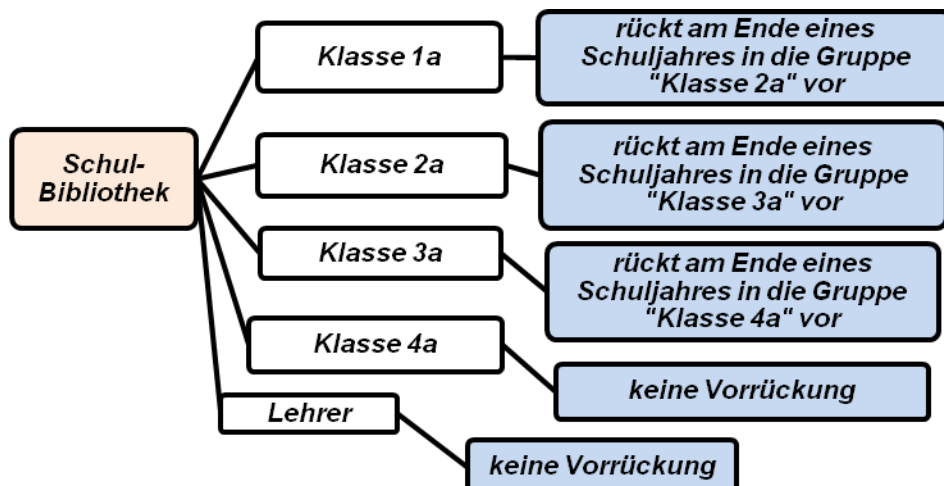 Schul-
Bibliothek
Klasse 1a
rückt am Ende eines
Schuljahres in die Gruppe
"Klasse 2a" vor
Klasse 2a
rückt am Ende eines
Schuljahres in die Gruppe
"Klasse 3a" vor
Klasse 3a
rückt am Ende eines
Schuljahres in die Gruppe
"Klasse 4a" vor
Klasse 4a
keine Vorrückung
Lehrer
keine Vorrückung